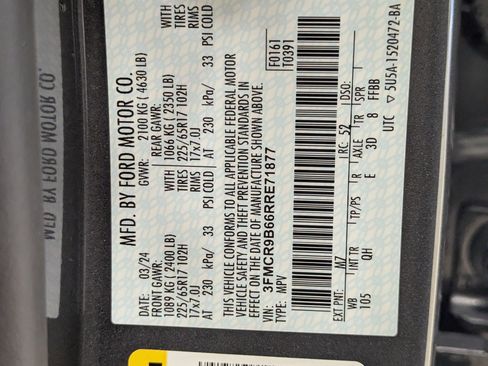 MFD. BY FORD MOTOR CO.
DATE: 03/24 GVWR: 2100 KG / 4630 LB)
FRONT GAWR: REAR GAWR:
1089 KG ( 2400 LB) WITH 1066 KG ( 2350 LB) WITH
225/65R17 102H TIRES 225/65R17 102H TIRES
17x7.0J RIMS 17x7.0J RIMS
AT 230 kPa/ 33 PSI COLD AT 230 kPa/ 33 PSI COLD
THIS VEHICLE CONFORMS TO ALL APPLICABLE FEDERAL MOTOR
VEHICLE SAFETY AND THEFT PREVENTION STANDARDS IN EFFECT
ON THE DATE OF MANUFACTURE SHOWN ABOVE.
VIN: 3FMCR9B66RRE71877
TYPE: MPV
F0161
T0391
EXT PNT: M7 RC: 52 DSO:
WB INT TR TP/PS R AXLE TR SPR
105 QH E 3D 8 FFBB
UTC 5U5A-1520472-BA
MFD. BY FORD MOTOR CO.